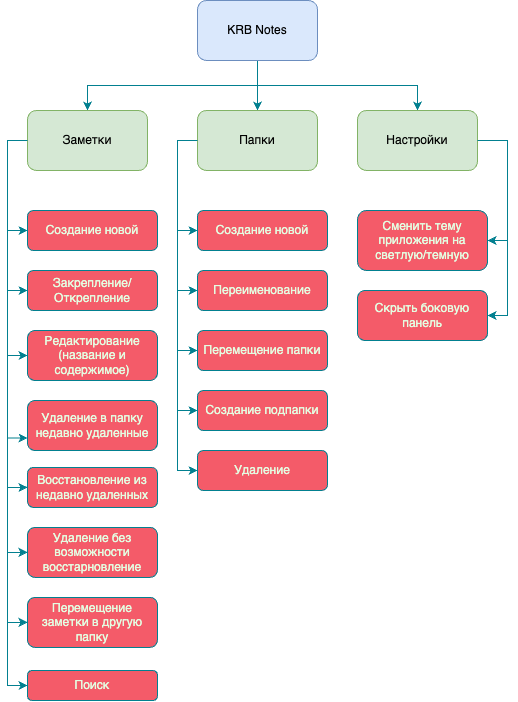 KRB Notes
Заметки
Папки
Настройки
Создание новой
Закрепление/
Открепление
Редактирование
(название и
содержимое)
Удаление в папку
недавно удаленные
Восстановление из
недавно удаленных
Удаление без
возможности
восстарновление
Перемещение
заметки в другую
папку
Поиск
Создание новой
Переименование
Перемещение папки
Создание подпапки
Удаление
Сменить тему
приложения на
светлую/темную
Скрыть боковую
панель